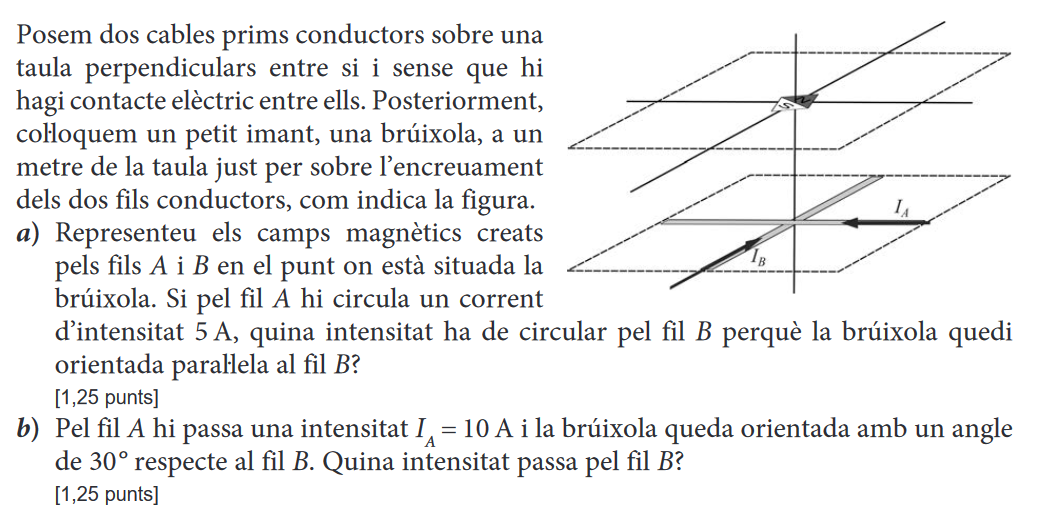 Posem dos cables prims conductors sobre una
taula perpendiculars entre si i sense que hi
hagi contacte elèctric entre ells. Posteriorment,
col·loquem un petit imant, una brúixola, a un
metre de la taula just per sobre l’encreuament
dels dos fils conductors, com indica la figura.
a) Representeu els camps magnètics creats
pels fils A i B en el punt on està situada la
brúixola. Si pel fil A hi circula un corrent
d’intensitat 5 A, quina intensitat ha de circular pel fil B perquè la brúixola quedi
orientada paral·lela al fil B?
[1,25 punts]
b) Pel fil A hi passa una intensitat I_A = 10 A i la brúixola queda orientada amb un angle
de 30° respecte al fil B. Quina intensitat passa pel fil B?
[1,25 punts]
S N
I_A
I_B